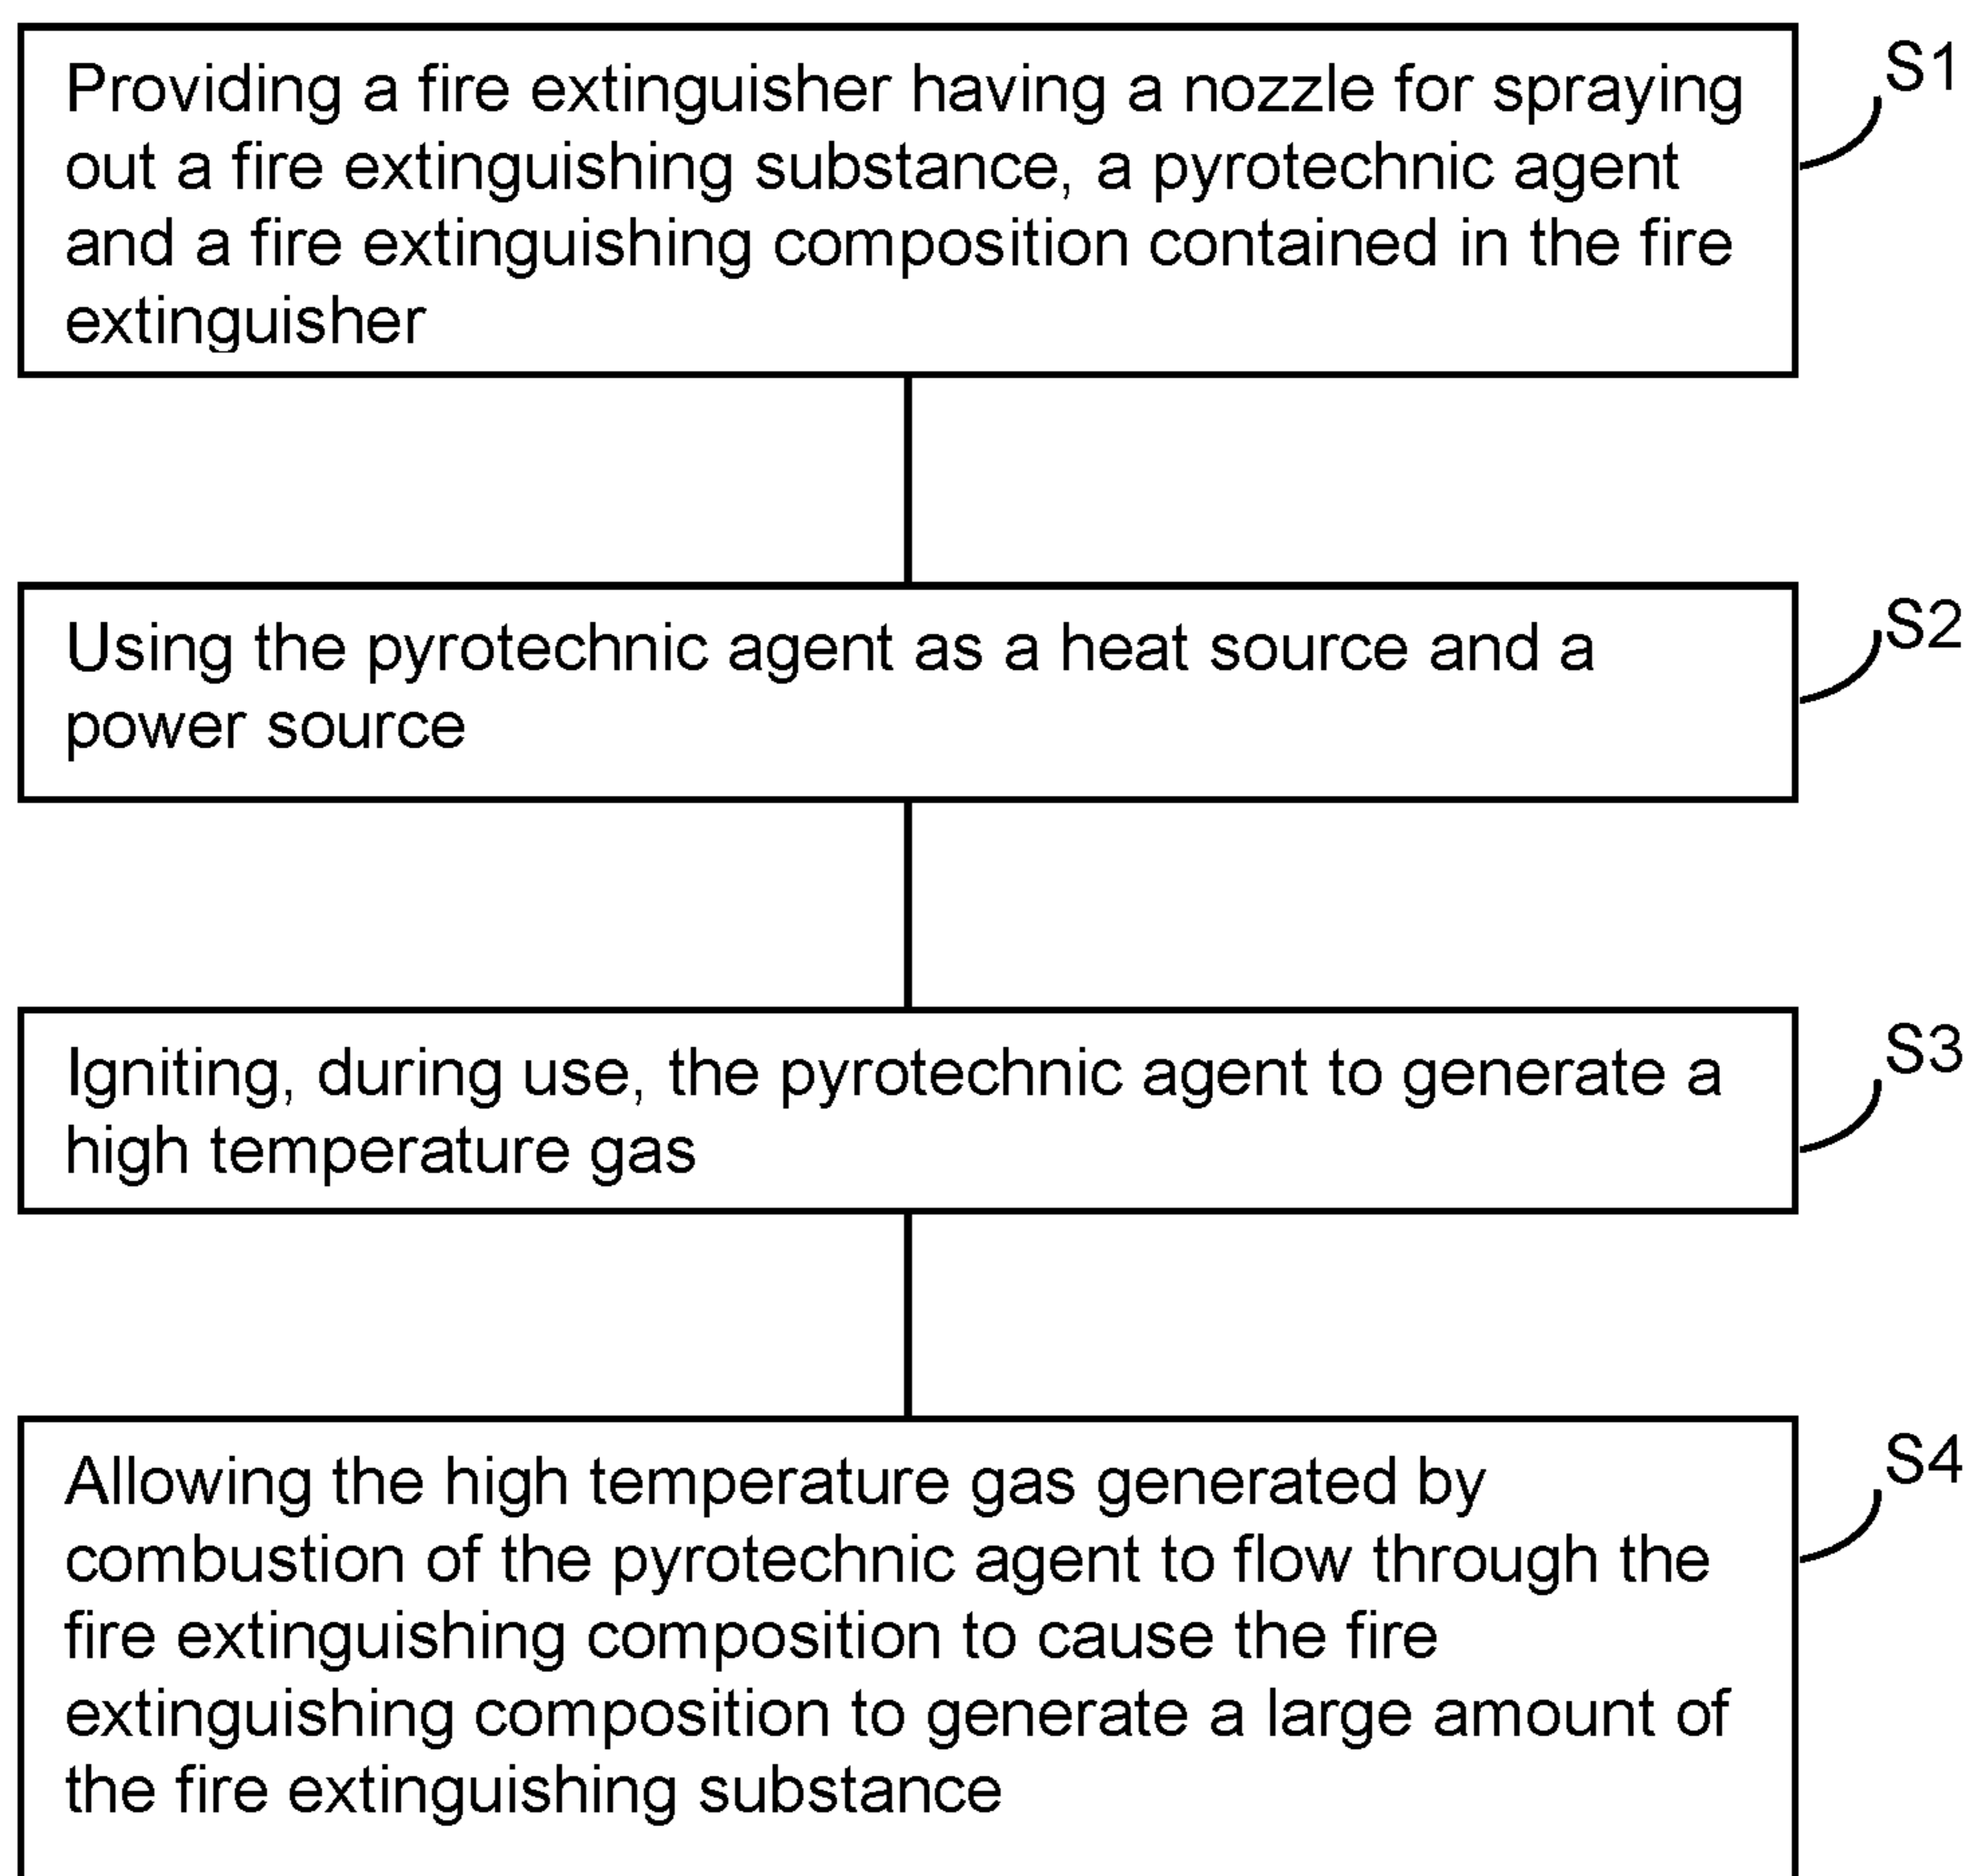 Providing a fire extinguisher having a nozzle for spraying
out a fire extinguishing substance, a pyrotechnic agent
and a fire extinguishing composition contained in the fire
extinguisher
S1
Using the pyrotechnic agent as a heat source and a
power source
S2
Igniting, during use, the pyrotechnic agent to generate a
high temperature gas
S3
Allowing the high temperature gas generated by
combustion of the pyrotechnic agent to flow through the
fire extinguishing composition to cause the fire
extinguishing composition to generate a large amount of
the fire extinguishing substance
S4